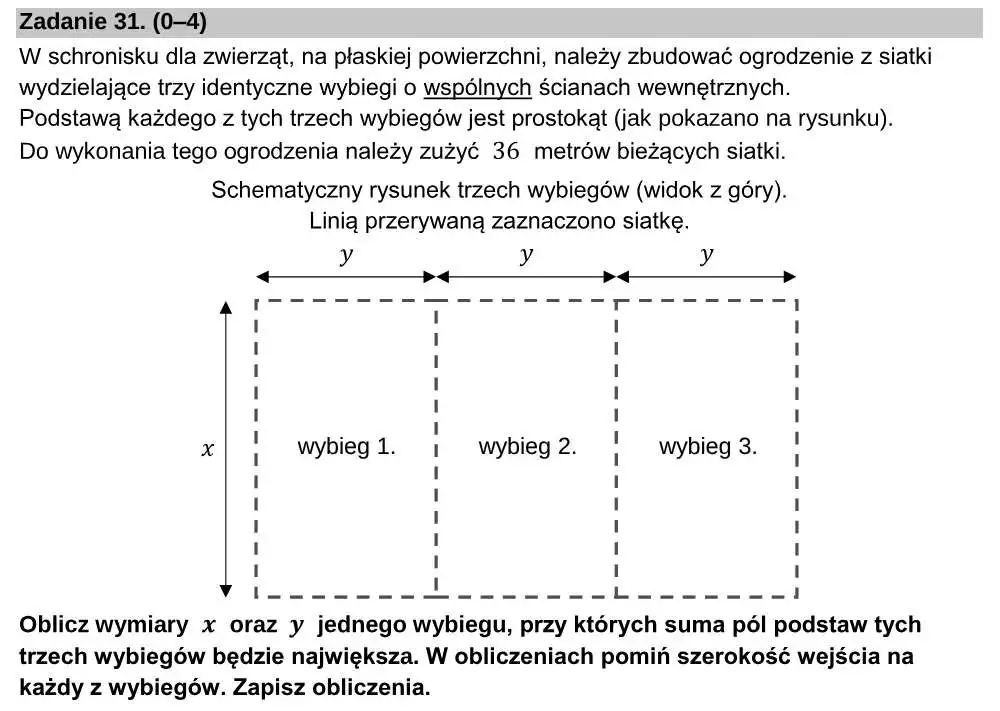 Zadanie 31. (0–4)
W schronisku dla zwierząt, na płaskiej powierzchni, należy zbudować ogrodzenie z siatki
wydzielające trzy identyczne wybiegi o wspólnych ścianach wewnętrznych.
Podstawą każdego z tych trzech wybiegów jest prostokąt (jak pokazano na rysunku).
Do wykonania tego ogrodzenia należy zużyć 36 metrów bieżących siatki.
Schematyczny rysunek trzech wybiegów (widok z góry).
Linią przerywaną zaznaczono siatkę.
y y y
x wybieg 1. wybieg 2. wybieg 3.
Oblicz wymiary x oraz y jednego wybiegu, przy których suma pól podstaw tych
trzech wybiegów będzie największa. W obliczeniach pomiń szerokość wejścia na
każdy z wybiegów. Zapisz obliczenia.